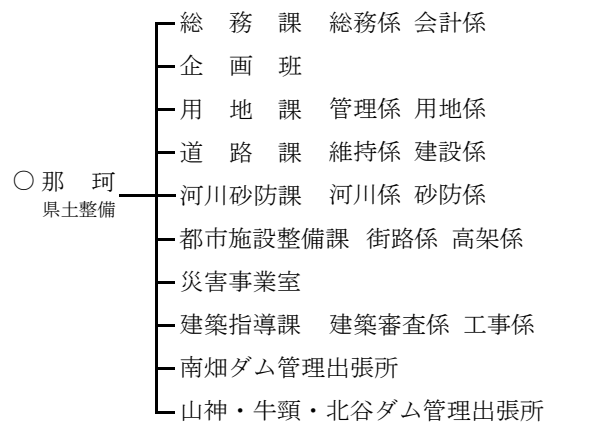 総務課 総務係 会計係
企画班
用地課 管理係 用地係
道路課 維持係 建設係
○那珂
県土整備
河川砂防課 河川係 砂防係
都市施設整備課 街路係 高架係
災害事業室
建築指導課 建築審査係 工事係
南畑ダム管理出張所
山神・牛頸・北谷ダム管理出張所